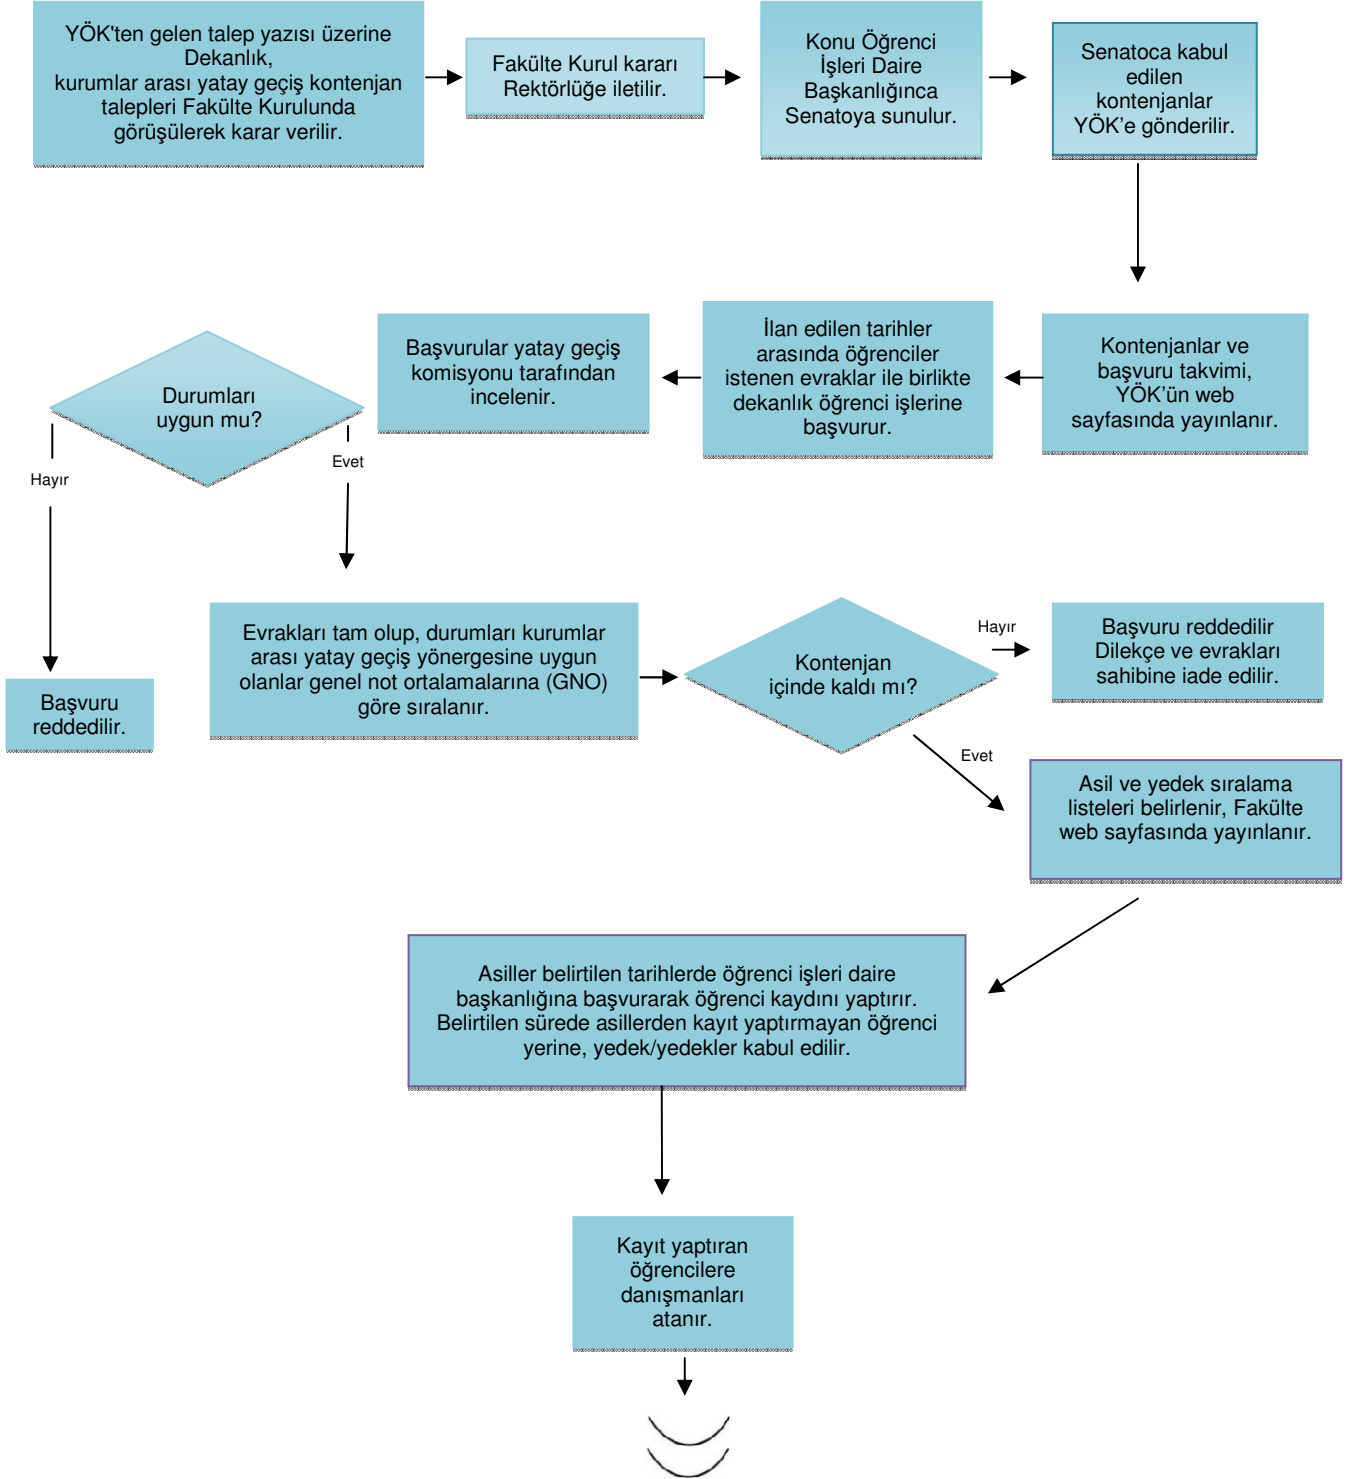 YÖK'ten gelen talep yazısı üzerine
Dekanlık,
kurumlar arası yatay geçiş kontenjan
talepleri Fakülte Kurulunda
görüşülerek karar verilir.
Fakülte Kurul kararı
Rektörlüğe iletilir.
Konu Öğrenci
İşleri Daire
Başkanlığınca
Senatoya sunulur.
Senatoca kabul
edilen
kontenjanlar
YÖK’e gönderilir.
Kontenjanlar ve
başvuru takvimi,
YÖK’ün web
sayfasında yayınlanır.
İlan edilen tarihler
arasında öğrenciler
istenen evraklar ile birlikte
dekanlık öğrenci işlerine
başvurur.
Başvurular yatay geçiş
komisyonu tarafından
incelenir.
Durumları
uygun mu?
Hayır
Evet
Başvuru
reddedilir.
Evrakları tam olup, durumları kurumlar
arası yatay geçiş yönergesine uygun
olanlar genel not ortalamalarına (GNO)
göre sıralanır.
Kontenjan
içinde kaldı mı?
Hayır
Başvuru reddedilir
Dilekçe ve evrakları
sahibine iade edilir.
Evet
Asil ve yedek sıralama
listeleri belirlenir, Fakülte
web sayfasında yayınlanır.
Asiller belirtilen tarihlerde öğrenci işleri daire
başkanlığına başvurarak öğrenci kaydını yaptırır.
Belirtilen sürede asillerden kayıt yaptırmayan öğrenci
yerine, yedek/yedekler kabul edilir.
Kayıt yaptıran
öğrencilere
danışmanları
atanır.